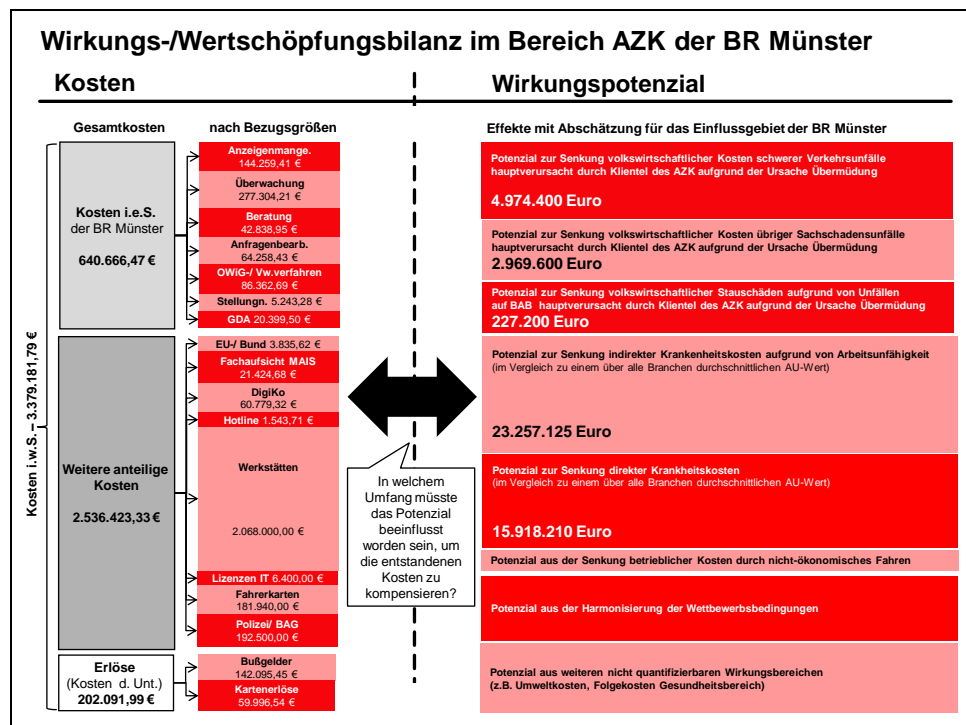 Wirkungs-/Wertschöpfungsbilanz im Bereich AZK der BR Münster
Kosten
Wirkungspotenzial
Gesamtkosten
nach Bezugsgrößen
Effekte mit Abschätzung für das Einflussgebiet der BR Münster
Kosten i.w.S. – 3.379.181,79 €
Kosten i.e.S.
der BR Münster
640.666,47 €
Anzeigenmange.
144.259,41 €
Überwachung
277.304,21 €
Beratung
42.838,95 €
Anfragenbearb.
64.258,43 €
OWiG-/ Vw.verfahren
86.362,69 €
Stellungn. 5.243,28 €
GDA 20.399,50 €
Weitere anteilige
Kosten
2.536.423,33 €
EU-/ Bund 3.835,62 €
Fachaufsicht MAIS
21.424,68 €
DigiKo
60.779,32 €
Hotline 1.543,71 €
Werkstätten
2.068.000,00 €
Lizenzen IT 6.400,00 €
Fahrerkarten
181.940,00 €
Polizei/ BAG
192.500,00 €
Erlöse
(Kosten d. Unt.)
202.091,99 €
Bußgelder
142.095,45 €
Kartenerlöse
59.996,54 €
In welchem
Umfang müsste
das Potenzial
beeinflusst
worden sein, um
die entstandenen
Kosten zu
kompensieren?
Potenzial zur Senkung volkswirtschaftlicher Kosten schwerer Verkehrsunfälle
hauptverursacht durch Klientel des AZK aufgrund der Ursache Übermüdung
4.974.400 Euro
Potenzial zur Senkung volkswirtschaftlicher Kosten übriger Sachschadensunfälle
hauptverursacht durch Klientel des AZK aufgrund der Ursache Übermüdung
2.969.600 Euro
Potenzial zur Senkung volkswirtschaftlicher Stauschäden aufgrund von Unfällen
auf BAB hauptverursacht durch Klientel des AZK aufgrund der Ursache Übermüdung
227.200 Euro
Potenzial zur Senkung indirekter Krankenheitskosten aufgrund von Arbeitsunfähigkeit
(im Vergleich zu einem über alle Branchen durchschnittlichen AU-Wert)
23.257.125 Euro
Potenzial zur Senkung direkter Krankheitskosten
(im Vergleich zu einem über alle Branchen durchschnittlichen AU-Wert)
15.918.210 Euro
Potenzial aus der Senkung betrieblicher Kosten durch nicht-ökonomisches Fahren
Potenzial aus der Harmonisierung der Wettbewerbsbedingungen
Potenzial aus weiteren nicht quantifizierbaren Wirkungsbereichen
(z.B. Umweltkosten, Folgekosten Gesundheitsbereich)